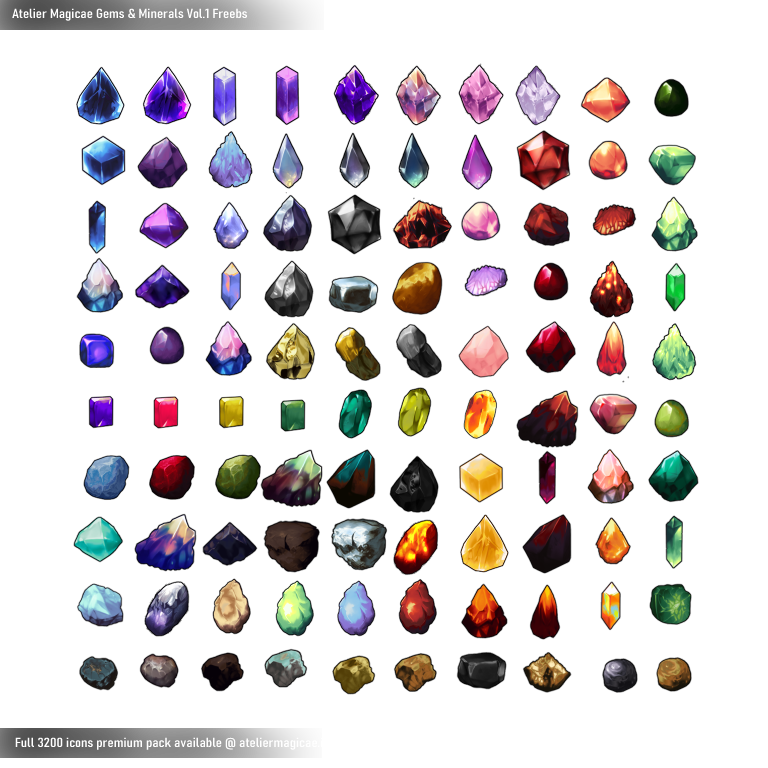 Atelier Magicae Gems & Minerals Vol.1 Freebs
Full 3200 icons premium pack available @ ateliermagicae.